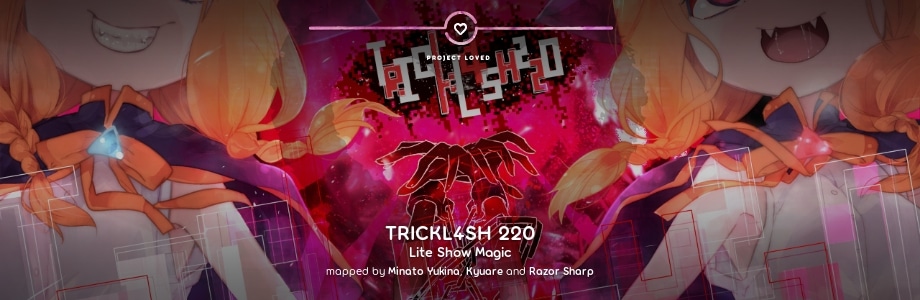 PROJECT LOVED
TRICKL4SH220
TRICKL4SH 220
Lite Show Magic
mapped by Minato Yukina, Kyuare and Razor Sharp